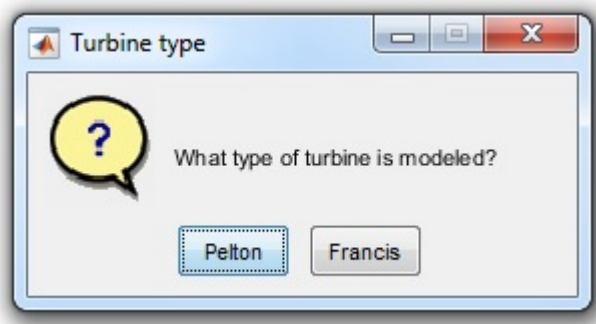 Turbine type
?
What type of turbine is modeled?
Pelton Francis